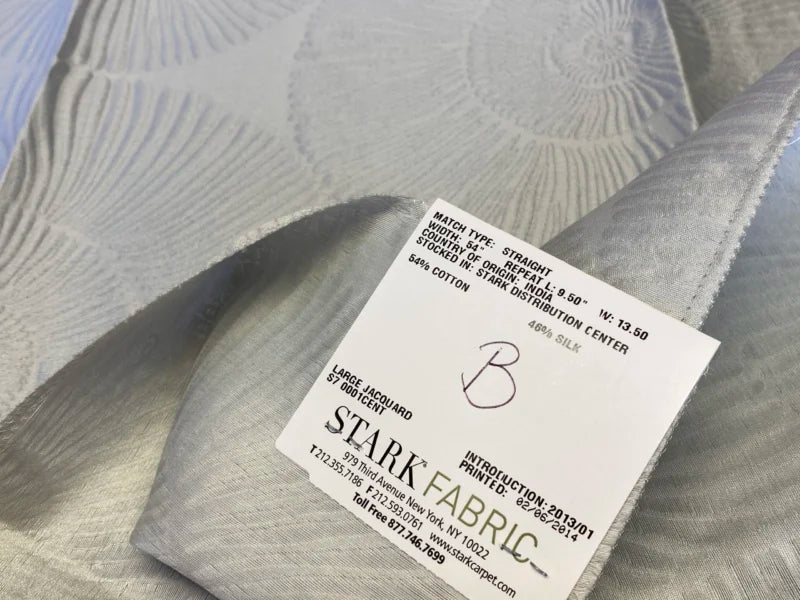 MATCH TYPE: STRAIGHT
WIDTH: 54" REPEAT L: 9.50" W: 13.50
COUNTRY OF ORIGIN: INDIA
STOCKED IN: STARK DISTRIBUTION CENTER
54% COTTON 46% SILK
B
LARGE JACQUARD
S7 0001CENT
INTRODUCTION: 2013/01
PRINTED: 02/06/2014
STARK FABRIC
979 Third Avenue New York, NY 10022
T 212.355.7186 F 212.593.0761 www.starkcarpet.com
Toll Free 877.746.7699